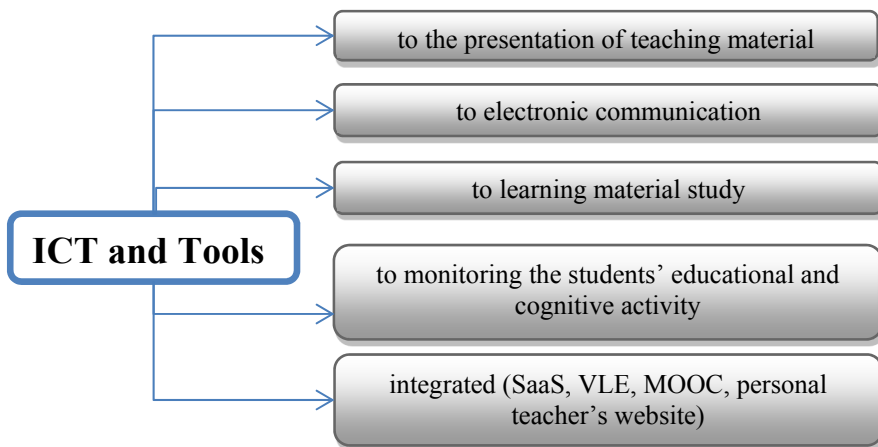 to the presentation of teaching material
to electronic communication
to learning material study
ICT and Tools
to monitoring the students’ educational and
cognitive activity
integrated (SaaS, VLE, MOOC, personal
teacher’s website)